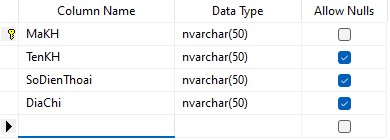 Column Name Data Type Allow Nulls
MaKH nvarchar(50)
TenKH nvarchar(50)
SoDienThoai nvarchar(50)
DiaChi nvarchar(50)